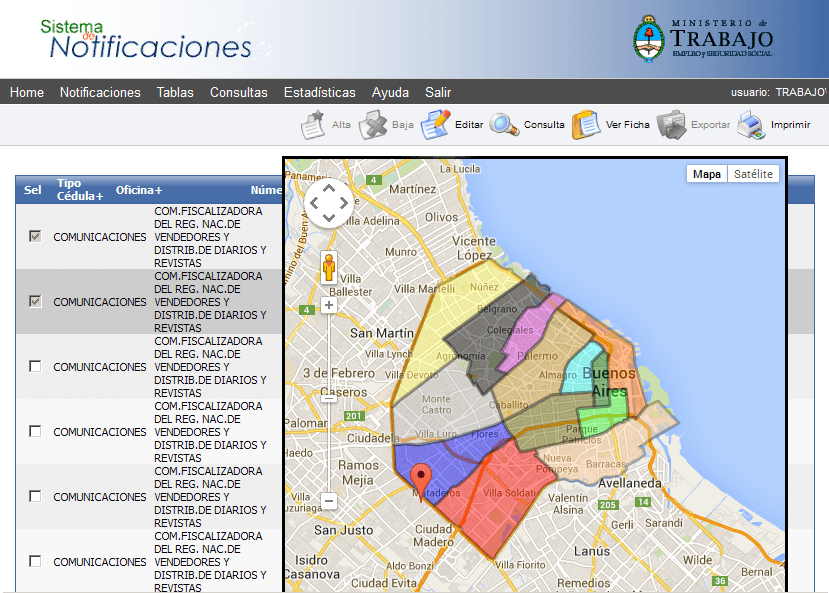 Sistema
de
Notificaciones
MINISTERIO de
TRABAJO
EMPLEO y SEGURIDAD SOCIAL
Home Notificaciones Tablas Consultas Estadísticas Ayuda Salir usuario: TRABAJO
Alta Baja Editar Consulta Ver Ficha Exportar Imprimir
Sel Tipo Cédula+ Oficina+ Núme
COMUNICACIONES
COM.FISCALIZADORA
DEL REG. NAC.DE
VENDEDORES Y
DISTRIB.DE DIARIOS Y
REVISTAS
COMUNICACIONES
COM.FISCALIZADORA
DEL REG. NAC.DE
VENDEDORES Y
DISTRIB.DE DIARIOS Y
REVISTAS
COMUNICACIONES
COM.FISCALIZADORA
DEL REG. NAC.DE
VENDEDORES Y
DISTRIB.DE DIARIOS Y
REVISTAS
COMUNICACIONES
COM.FISCALIZADORA
DEL REG. NAC.DE
VENDEDORES Y
DISTRIB.DE DIARIOS Y
REVISTAS
COMUNICACIONES
COM.FISCALIZADORA
DEL REG. NAC.DE
VENDEDORES Y
DISTRIB.DE DIARIOS Y
REVISTAS
COMUNICACIONES
COM.FISCALIZADORA
DEL REG. NAC.DE
VENDEDORES Y
DISTRIB.DE DIARIOS Y
REVISTAS
Mapa Satélite
La Lucila
4
Martínez
Olivos
Villa Adelina
Munro
Vicente
López
Villa
Ballester
Villa Martelli
Núñez
4
Belgrano
San Martín
Colegiales
Villa Lynch
Agronomía
Palermo
3 de Febrero
Villa Devoto
Almagro
Buenos
Aires
Caseros
Monte
Castro
Caballito
201
Palomar
Ciudadela
Villa Luro
Flores
Parque
Patricios
Haedo
Ramos
Mejía
Nueva
Pompeya
Barracas
Mataderos
Villa Soldati
Avellaneda
Villa
Luzuriaga
Valentín
Alsina
205
14
San Justo
Ciudad
Madero
Gerli
Sarandí
Lanús
Isidro
Casanova
Aldo Bonzi
Villa Fiorito
Wilde
Bernal
Ciudad Evita
Remedios
36